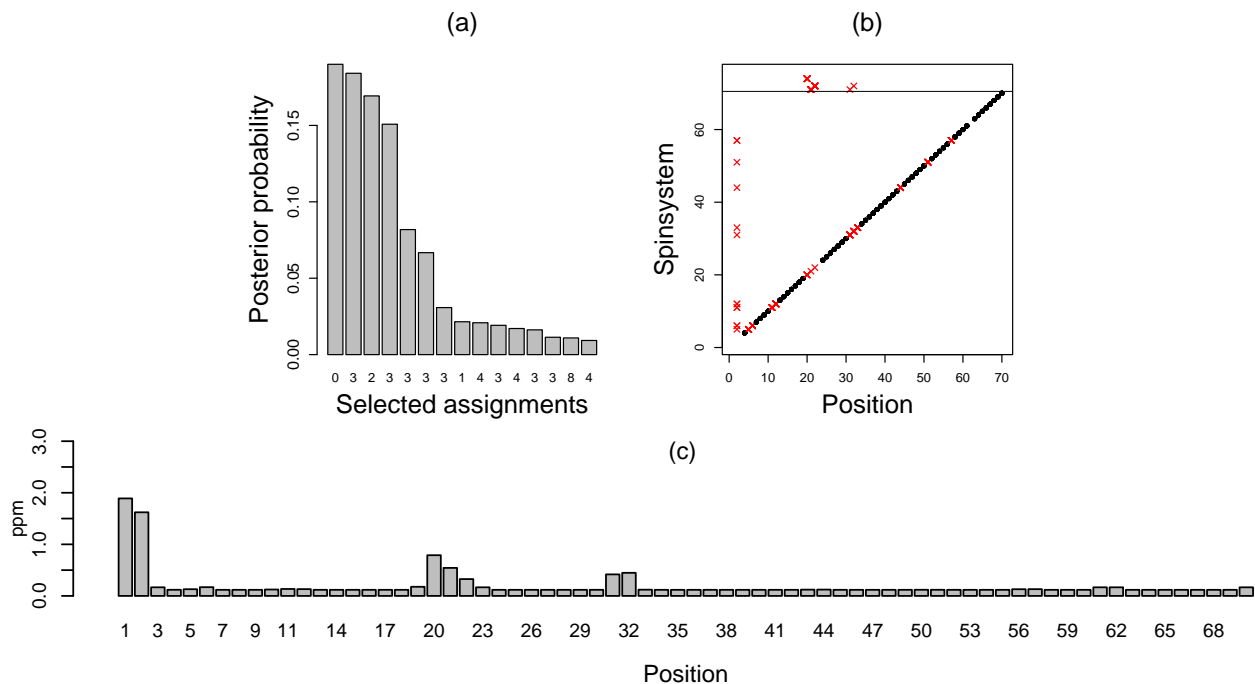 (a)
Posterior probability
0.00 0.05 0.10 0.15
0 3 2 3 3 3 3 1 4 3 4 3 3 8 4
Selected assignments
(b)
Spinsystem
0 20 40 60
0 10 20 30 40 50 60 70
Position
(c)
ppm
0.0 1.0 2.0 3.0
1 3 5 7 9 11 14 17 20 23 26 29 32 35 38 41 44 47 50 53 56 59 62 65 68
Position